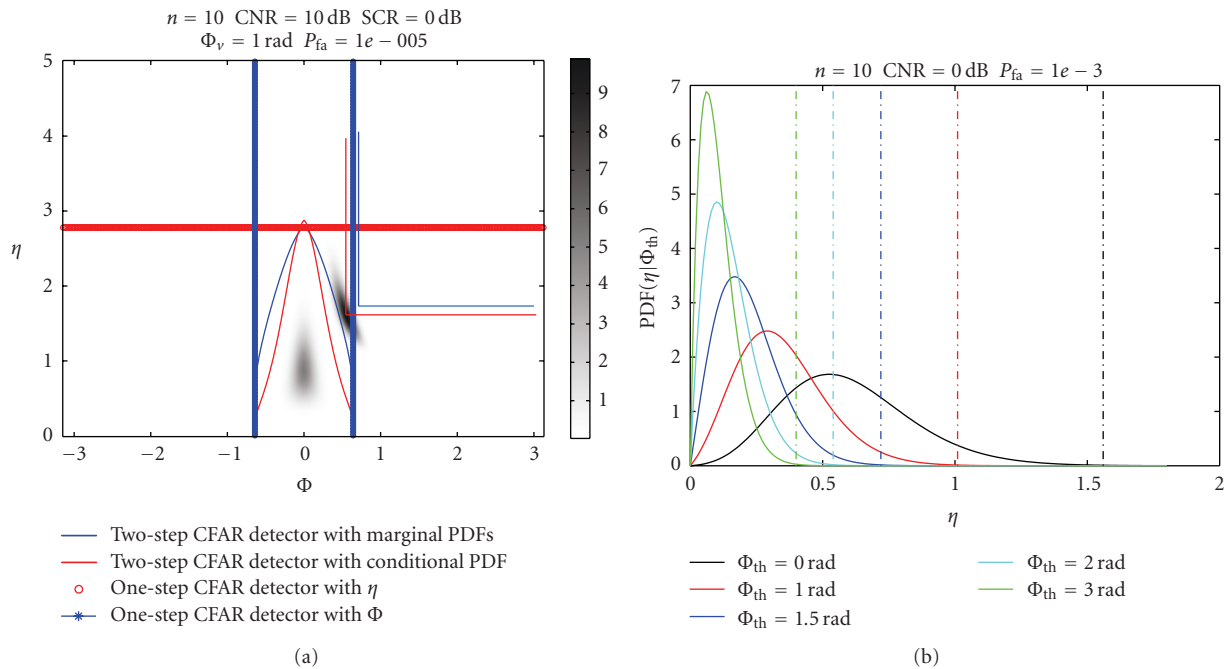 n = 10 CNR = 10 dB SCR = 0 dB
Φv = 1 rad Pfa = 1e − 005
5
4
3
2
1
0
η
−3 −2 −1 0 1 2 3
Φ
9
8
7
6
5
4
3
2
1
Two-step CFAR detector with marginal PDFs
Two-step CFAR detector with conditional PDF
One-step CFAR detector with η
One-step CFAR detector with Φ
(a)
n = 10 CNR = 0 dB Pfa = 1e − 3
7
6
5
4
3
2
1
0
PDF(η|Φth)
0 0.5 1 1.5 2
η
Φth = 0 rad
Φth = 1 rad
Φth = 1.5 rad
Φth = 2 rad
Φth = 3 rad
(b)